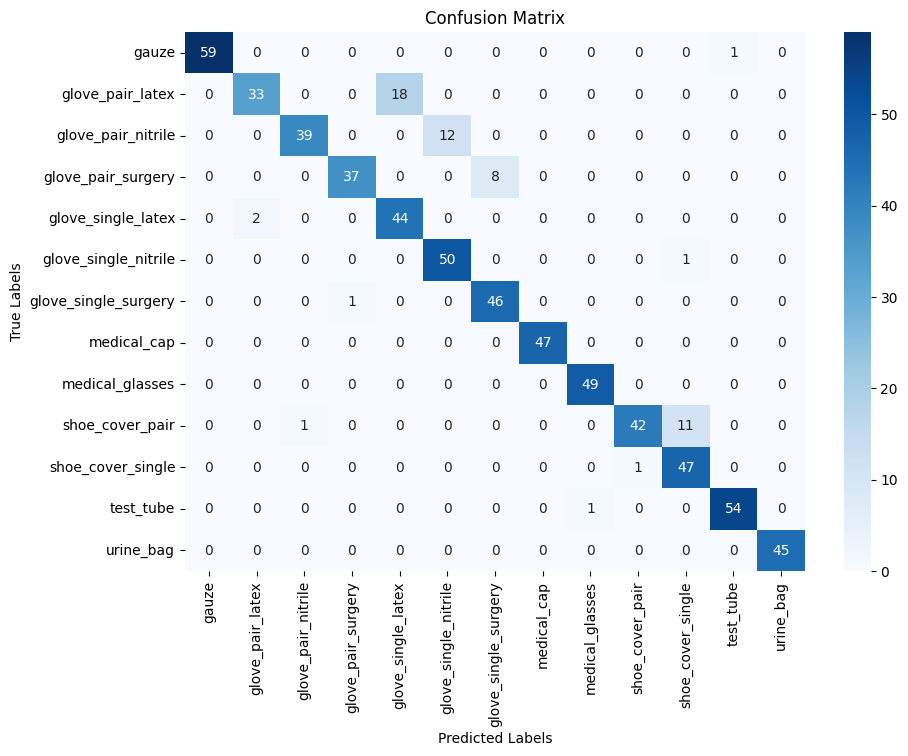 Confusion Matrix
True Labels
gauze 59 0 0 0 0 0 0 0 0 0 0 1 0
glove_pair_latex 0 33 0 0 18 0 0 0 0 0 0 0 0
glove_pair_nitrile 0 0 39 0 0 12 0 0 0 0 0 0 0
glove_pair_surgery 0 0 0 37 0 0 8 0 0 0 0 0 0
glove_single_latex 0 2 0 0 44 0 0 0 0 0 0 0 0
glove_single_nitrile 0 0 0 0 0 50 0 0 0 0 1 0 0
glove_single_surgery 0 0 0 1 0 0 46 0 0 0 0 0 0
medical_cap 0 0 0 0 0 0 0 47 0 0 0 0 0
medical_glasses 0 0 0 0 0 0 0 0 49 0 0 0 0
shoe_cover_pair 0 0 1 0 0 0 0 0 0 42 11 0 0
shoe_cover_single 0 0 0 0 0 0 0 0 0 1 47 0 0
test_tube 0 0 0 0 0 0 0 0 1 0 0 54 0
urine_bag 0 0 0 0 0 0 0 0 0 0 0 0 45
gauze
glove_pair_latex
glove_pair_nitrile
glove_pair_surgery
glove_single_latex
glove_single_nitrile
glove_single_surgery
medical_cap
medical_glasses
shoe_cover_pair
shoe_cover_single
test_tube
urine_bag
Predicted Labels
50
40
30
20
10
0